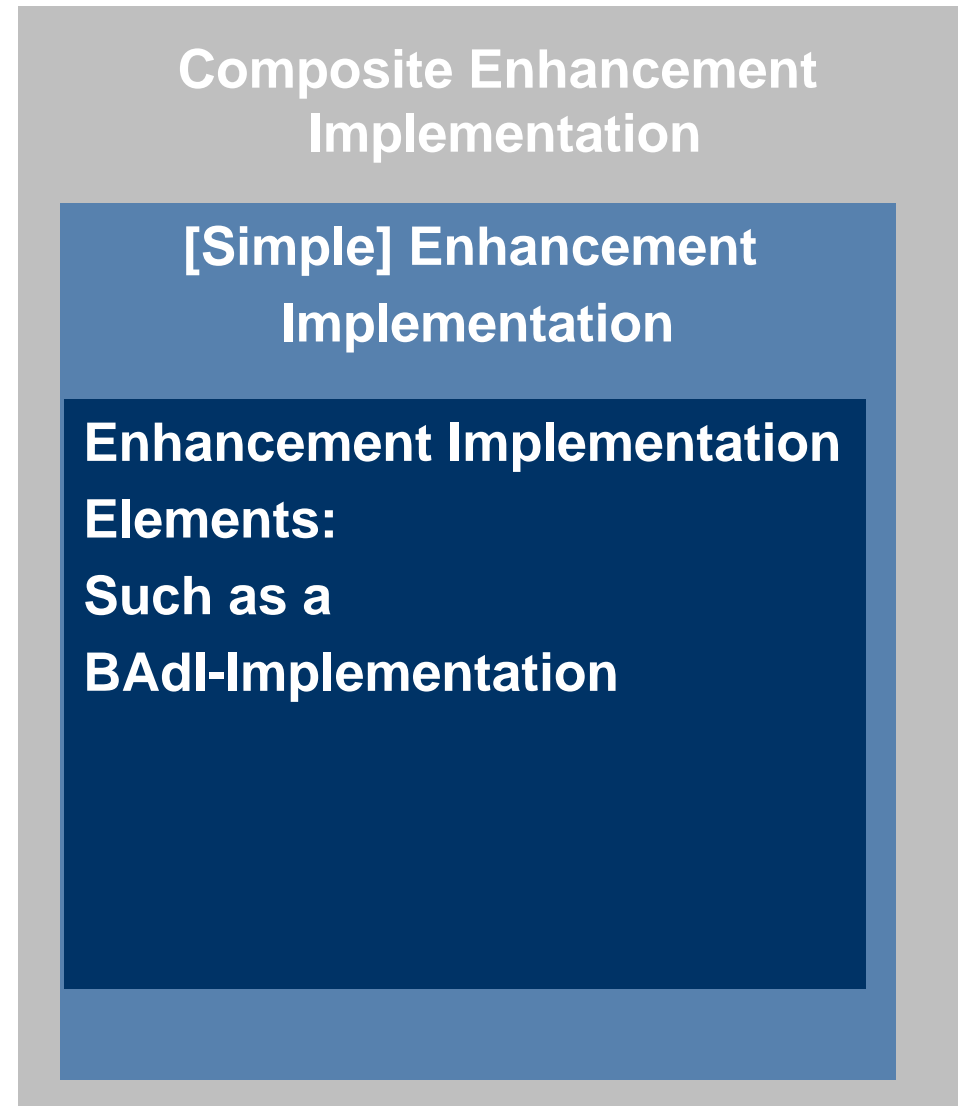 Composite Enhancement
Implementation
[Simple] Enhancement
Implementation
Enhancement Implementation
Elements:
Such as a
BAdI-Implementation